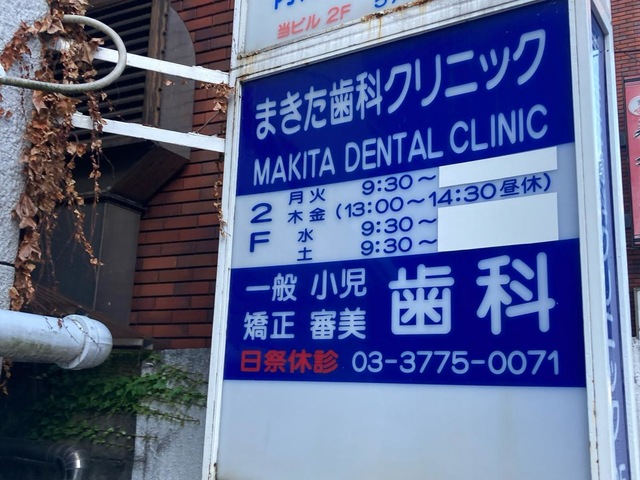 当ビル 2F
まきた歯科クリニック
MAKITA DENTAL CLINIC
2F
月 火 9:30～
木 金 (13:00～14:30昼休)
水 9:30～
土 9:30～
一般 小児
矯正 審美
歯科
日祭休診 03-3775-0071